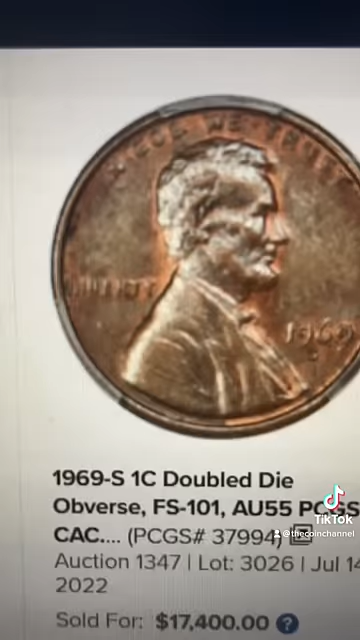 IN GOD WE TRUST
LIBERTY
1969
S
1969-S 1C Doubled Die
Obverse, FS-101, AU55 PCGS
CAC.... (PCGS# 37994)
Auction 1347 | Lot: 3026 | Jul 14
2022
Sold For: $17,400.00 ?
TikTok
@thecoinchannel